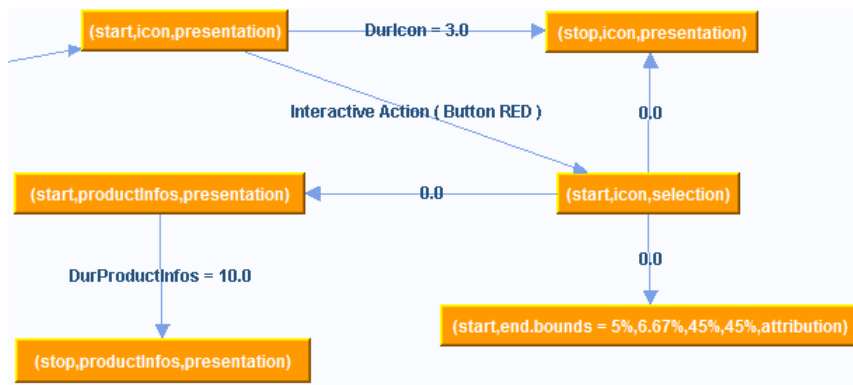 (start,icon,presentation)
DurIcon = 3.0
(stop,icon,presentation)
Interactive Action ( Button RED )
0.0
(start,productInfos,presentation)
0.0
(start,icon,selection)
0.0
DurProductInfos = 10.0
(start,end.bounds = 5%,6.67%,45%,45%,attribution)
(stop,productInfos,presentation)